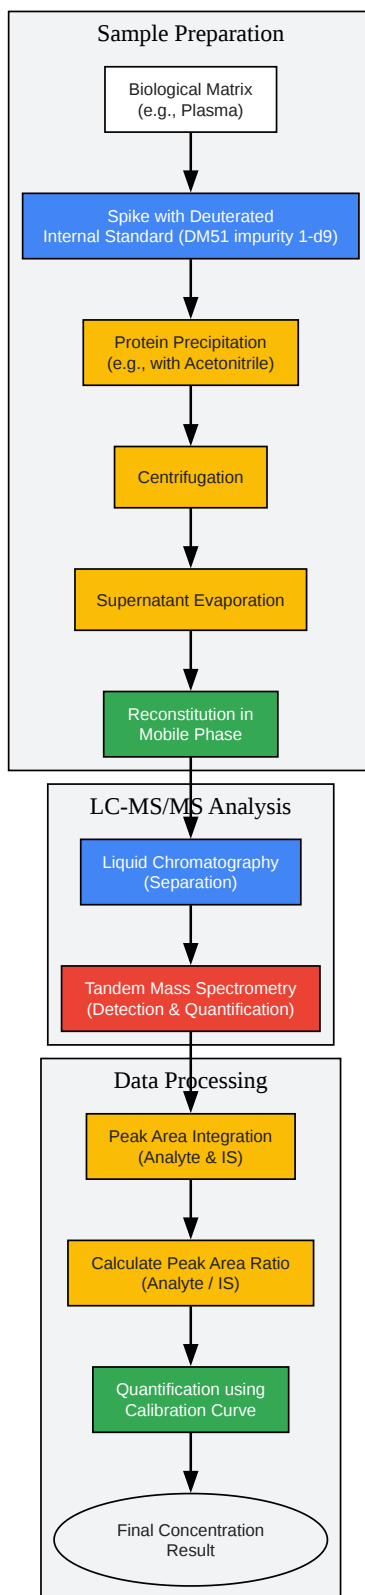 Sample Preparation
Biological Matrix
(e.g., Plasma)
Spike with Deuterated
Internal Standard (DM51 impurity 1-d9)
Protein Precipitation
(e.g., with Acetonitrile)
Centrifugation
Supernatant Evaporation
Reconstitution in
Mobile Phase
LC-MS/MS Analysis
Liquid Chromatography
(Separation)
Tandem Mass Spectrometry
(Detection & Quantification)
Data Processing
Peak Area Integration
(Analyte & IS)
Calculate Peak Area Ratio
(Analyte / IS)
Quantification using
Calibration Curve
Final Concentration
Result